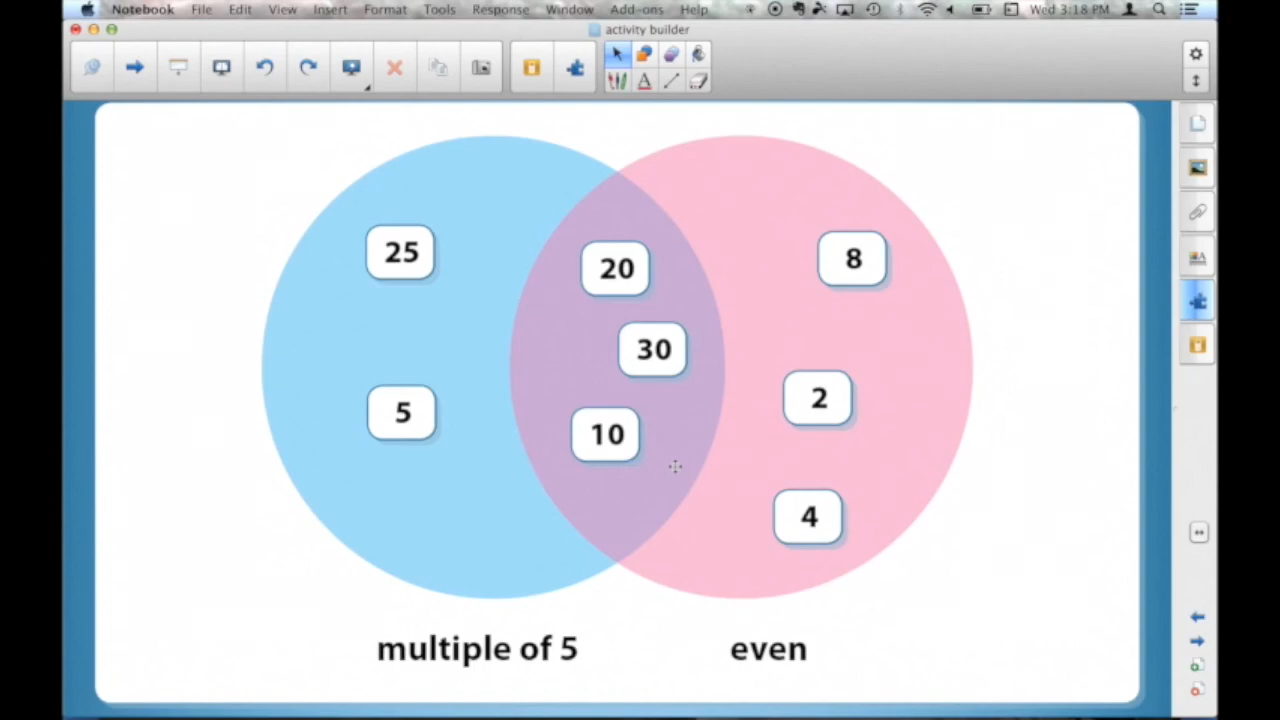 Notebook File Edit View Insert Format Tools Response Window Add-ons Help Wed 3:18 PM
activity builder
A
A
25
20
8
30
2
5
10
4
multiple of 5
even